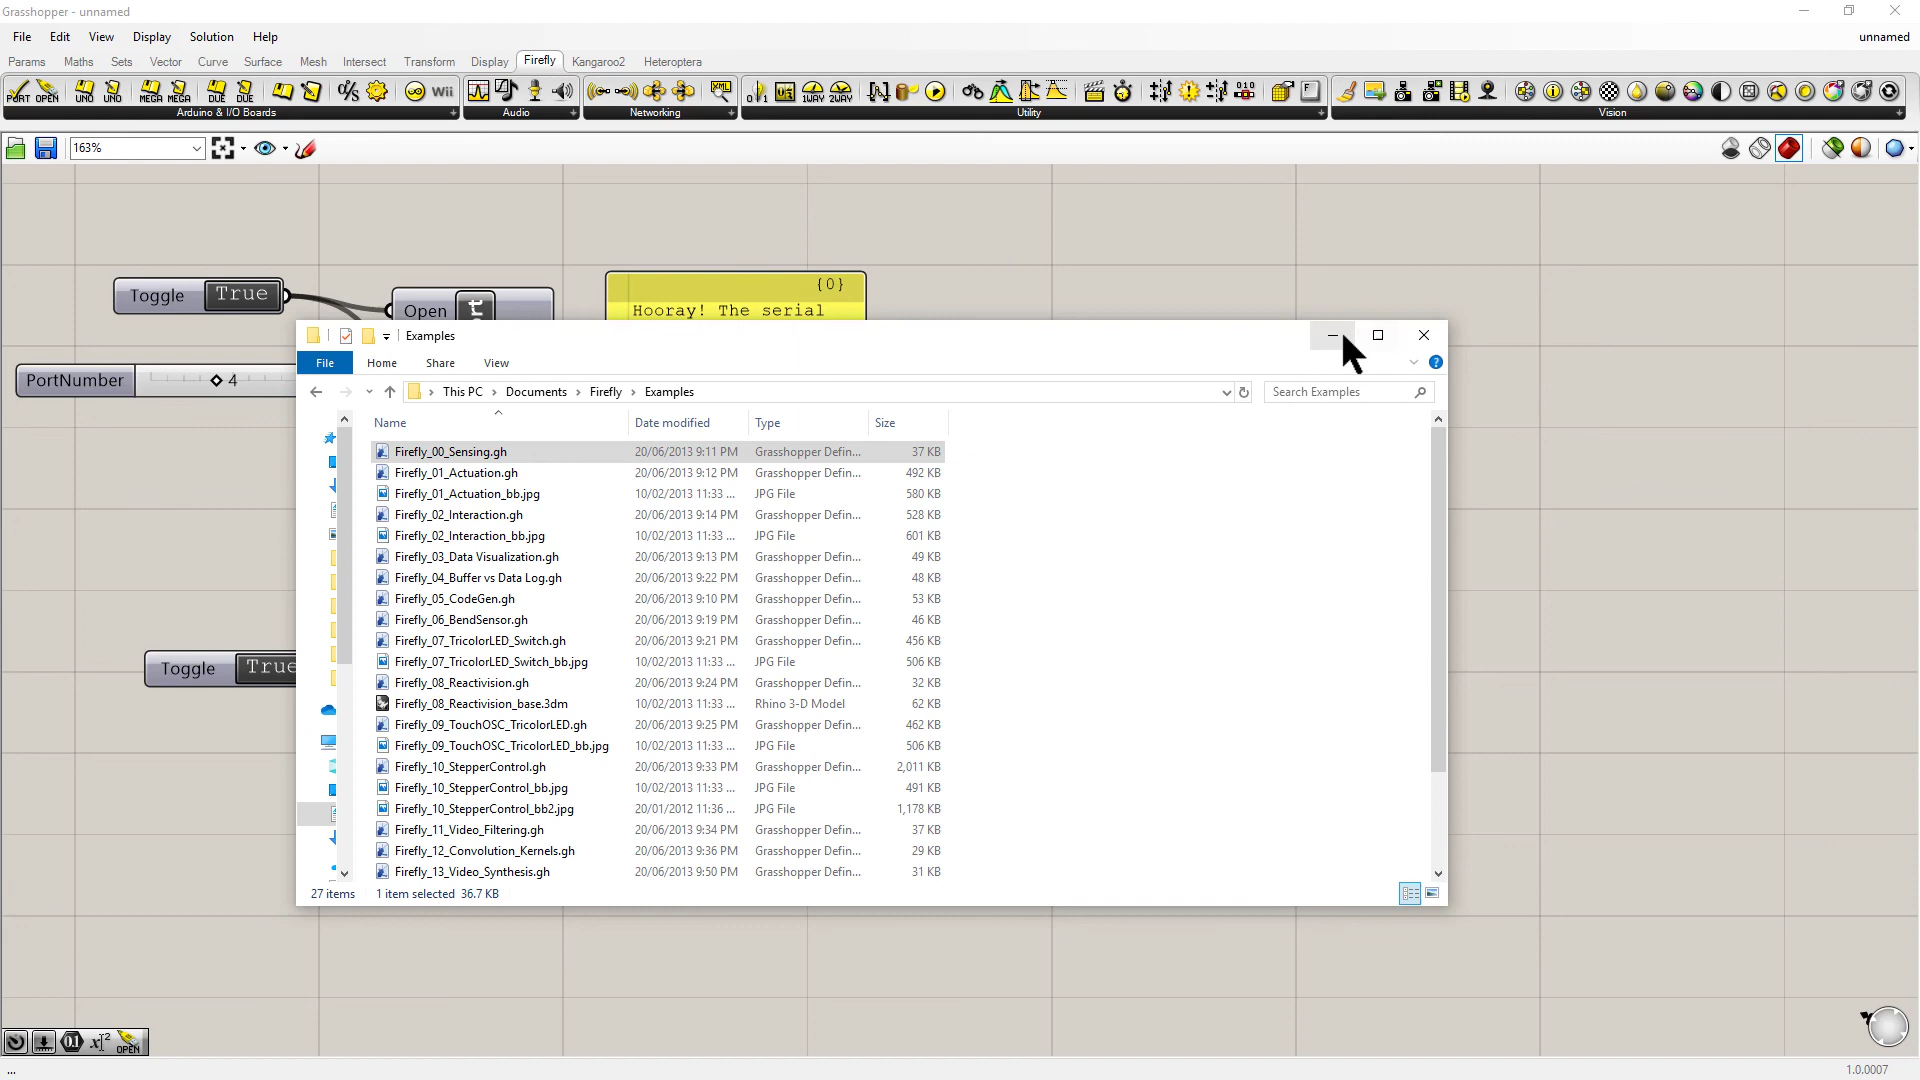 Grasshopper - unnamed
File Edit View Display Solution Help unnamed
Params Maths Sets Vector Curve Surface Mesh Intersect Transform Display Firefly Kangaroo2 Heteroptera
PORT OPEN UNO UNO MEGA MEGA DUE DUE Wii 1WAY 2WAY XML
Arduino & I/O Boards Audio Networking Utility Vision
163%
Toggle True
Open
{0}
Hooray! The serial
PortNumber 4
Toggle True
Examples
File Home Share View
This PC Documents Firefly Examples Search Examples
Name Date modified Type Size
Firefly_00_Sensing.gh 20/06/2013 9:11 PM Grasshopper Defin... 37 KB
Firefly_01_Actuation.gh 20/06/2013 9:12 PM Grasshopper Defin... 492 KB
Firefly_01_Actuation_bb.jpg 10/02/2013 11:33 ... JPG File 580 KB
Firefly_02_Interaction.gh 20/06/2013 9:14 PM Grasshopper Defin... 528 KB
Firefly_02_Interaction_bb.jpg 10/02/2013 11:33 ... JPG File 601 KB
Firefly_03_Data Visualization.gh 20/06/2013 9:13 PM Grasshopper Defin... 49 KB
Firefly_04_Buffer vs Data Log.gh 20/06/2013 9:22 PM Grasshopper Defin... 48 KB
Firefly_05_CodeGen.gh 20/06/2013 9:10 PM Grasshopper Defin... 53 KB
Firefly_06_BendSensor.gh 20/06/2013 9:19 PM Grasshopper Defin... 46 KB
Firefly_07_TricolorLED_Switch.gh 20/06/2013 9:21 PM Grasshopper Defin... 456 KB
Firefly_07_TricolorLED_Switch_bb.jpg 10/02/2013 11:33 ... JPG File 506 KB
Firefly_08_Reactivision.gh 20/06/2013 9:24 PM Grasshopper Defin... 32 KB
Firefly_08_Reactivision_base.3dm 10/02/2013 11:33 ... Rhino 3-D Model 62 KB
Firefly_09_TouchOSC_TricolorLED.gh 20/06/2013 9:25 PM Grasshopper Defin... 462 KB
Firefly_09_TouchOSC_TricolorLED_bb.jpg 10/02/2013 11:33 ... JPG File 506 KB
Firefly_10_StepperControl.gh 20/06/2013 9:33 PM Grasshopper Defin... 2,011 KB
Firefly_10_StepperControl_bb.jpg 10/02/2013 11:33 ... JPG File 491 KB
Firefly_10_StepperControl_bb2.jpg 20/01/2012 11:36 ... JPG File 1,178 KB
Firefly_11_Video_Filtering.gh 20/06/2013 9:34 PM Grasshopper Defin... 37 KB
Firefly_12_Convolution_Kernels.gh 20/06/2013 9:36 PM Grasshopper Defin... 29 KB
Firefly_13_Video_Synthesis.gh 20/06/2013 9:50 PM Grasshopper Defin... 31 KB
27 items 1 item selected 36.7 KB
OPEN
... 1.0.0007